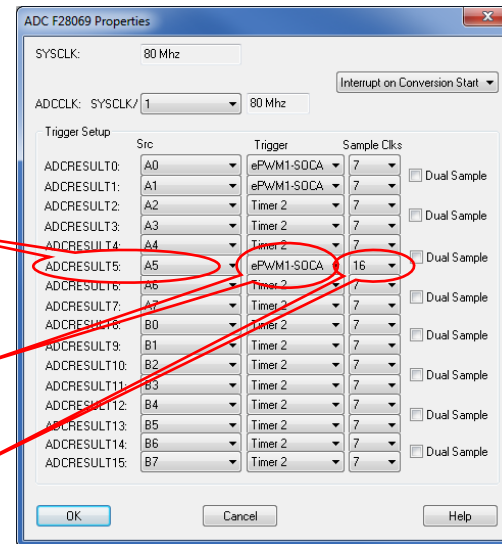 ADC F28069 Properties
SYSCLK: 80 Mhz
Interrupt on Conversion Start
ADCCLK: SYSCLK/ 1 80 Mhz
Trigger Setup
Src Trigger Sample Clks
ADCRESULT0: A0 ePWM1-SOCA 7
Dual Sample
ADCRESULT1: A1 ePWM1-SOCA 7
ADCRESULT2: A2 Timer 2 7
Dual Sample
ADCRESULT3: A3 Timer 2 7
ADCRESULT4: A4 Timer 2 7
Dual Sample
ADCRESULT5: A5 ePWM1-SOCA 16
ADCRESULT6: A6 Timer 2 7
Dual Sample
ADCRESULT7: A7 Timer 2 7
ADCRESULT8: B0 Timer 2 7
Dual Sample
ADCRESULT9: B1 Timer 2 7
ADCRESULT10: B2 Timer 2 7
Dual Sample
ADCRESULT11: B3 Timer 2 7
ADCRESULT12: B4 Timer 2 7
Dual Sample
ADCRESULT13: B5 Timer 2 7
ADCRESULT14: B6 Timer 2 7
Dual Sample
ADCRESULT15: B7 Timer 2 7
OK Cancel Help